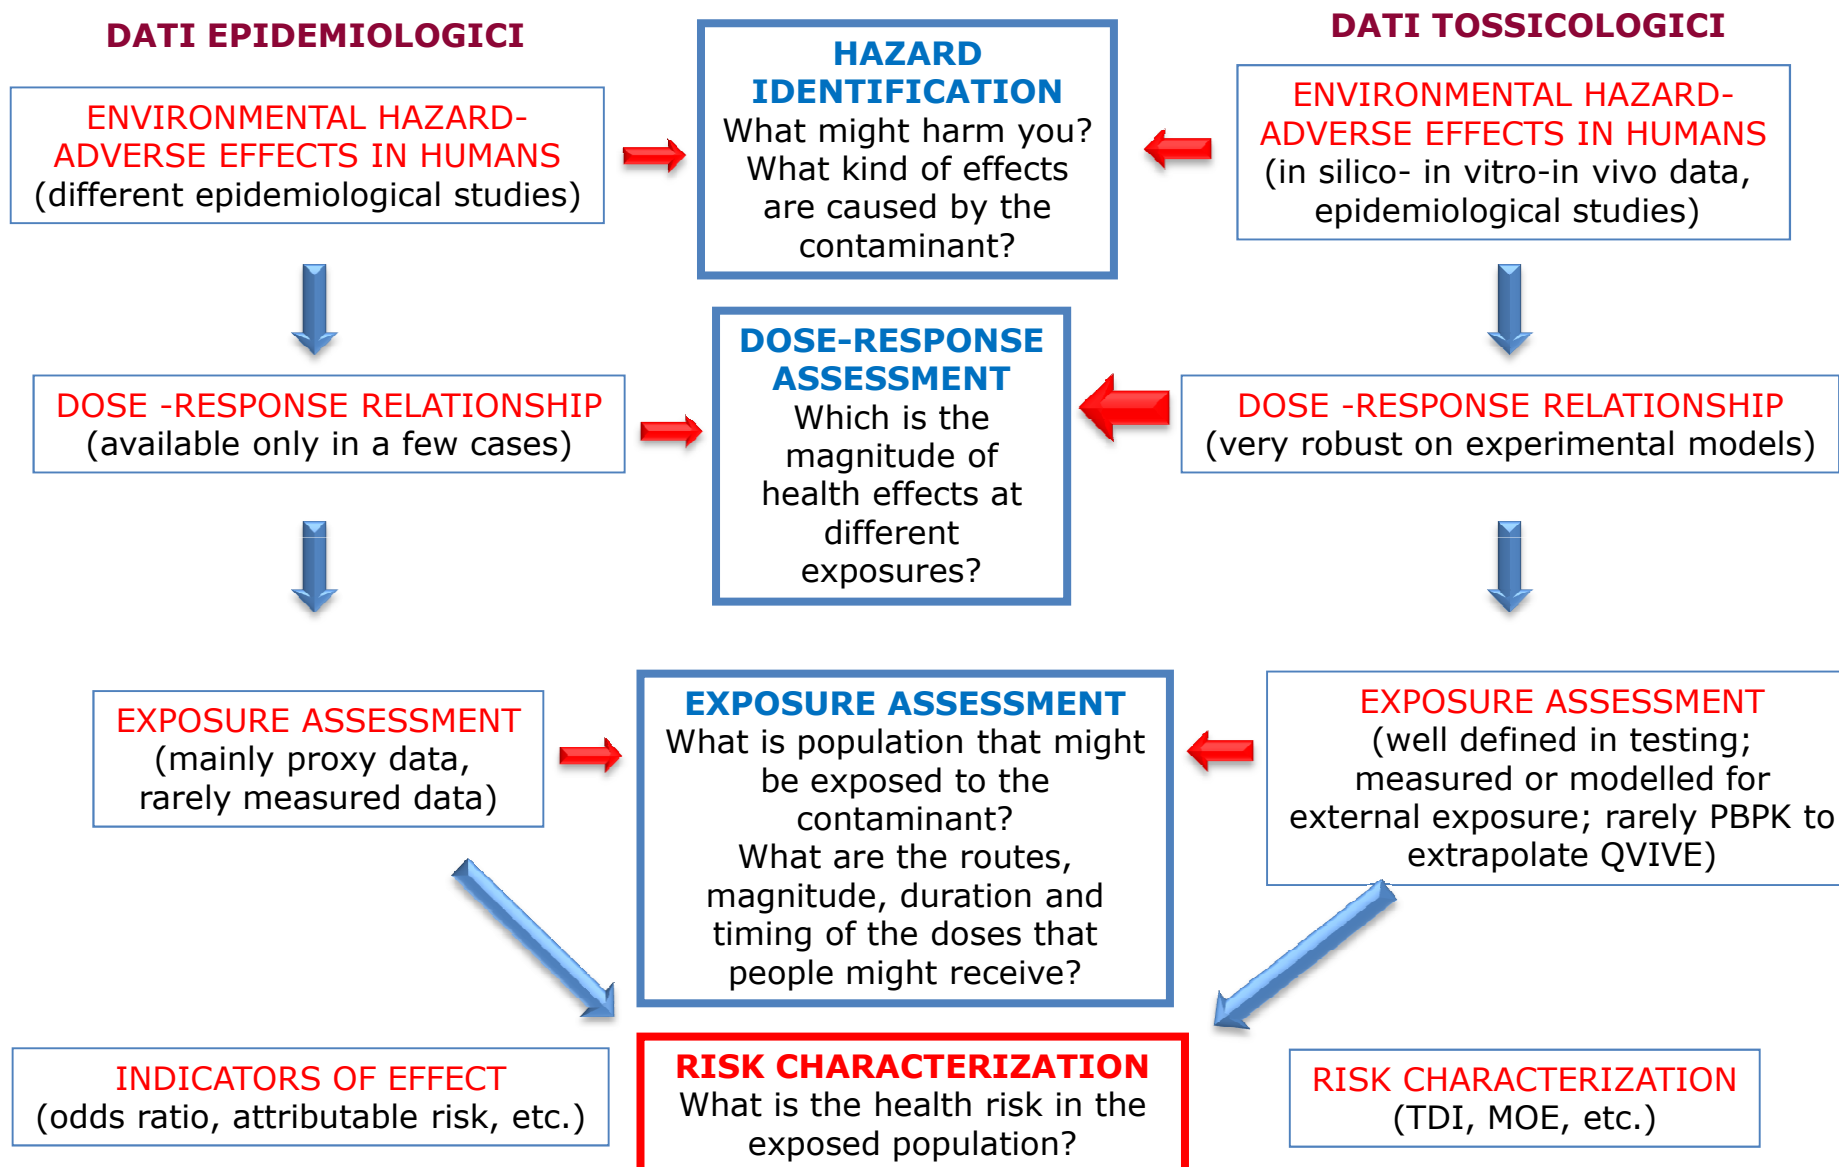 DATI EPIDEMIOLOGICI
DATI TOSSICOLOGICI
ENVIRONMENTAL HAZARD-
ADVERSE EFFECTS IN HUMANS
(different epidemiological studies)
HAZARD
IDENTIFICATION
What might harm you?
What kind of effects
are caused by the
contaminant?
ENVIRONMENTAL HAZARD-
ADVERSE EFFECTS IN HUMANS
(in silico- in vitro-in vivo data,
epidemiological studies)
DOSE -RESPONSE RELATIONSHIP
(available only in a few cases)
DOSE-RESPONSE
ASSESSMENT
Which is the
magnitude of
health effects at
different
exposures?
DOSE -RESPONSE RELATIONSHIP
(very robust on experimental models)
EXPOSURE ASSESSMENT
(mainly proxy data,
rarely measured data)
EXPOSURE ASSESSMENT
What is population that might
be exposed to the
contaminant?
What are the routes,
magnitude, duration and
timing of the doses that
people might receive?
EXPOSURE ASSESSMENT
(well defined in testing;
measured or modelled for
external exposure; rarely PBPK to
extrapolate QVIVE)
INDICATORS OF EFFECT
(odds ratio, attributable risk, etc.)
RISK CHARACTERIZATION
What is the health risk in the
exposed population?
RISK CHARACTERIZATION
(TDI, MOE, etc.)